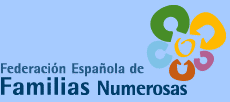 Federación Española de
Familias Numerosas